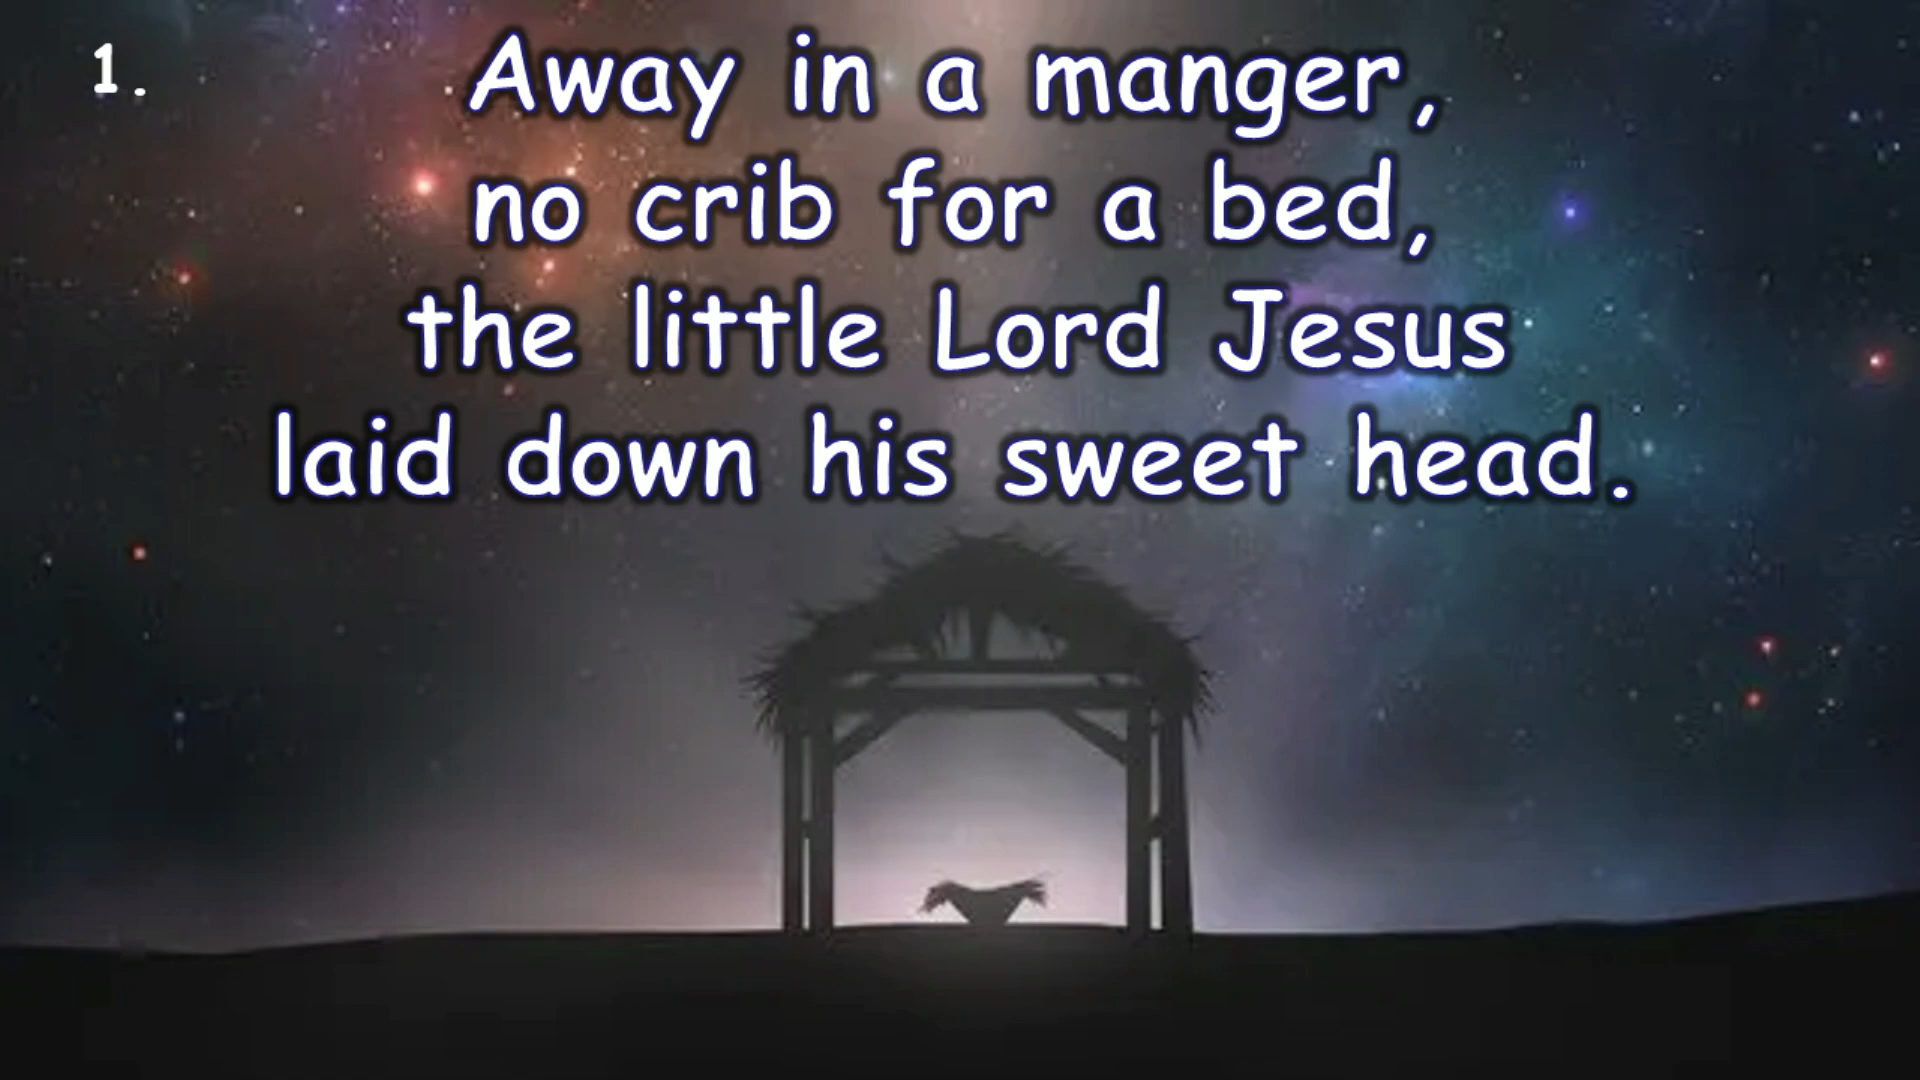 1. Away in a manger,
no crib for a bed,
the little Lord Jesus
laid down his sweet head.